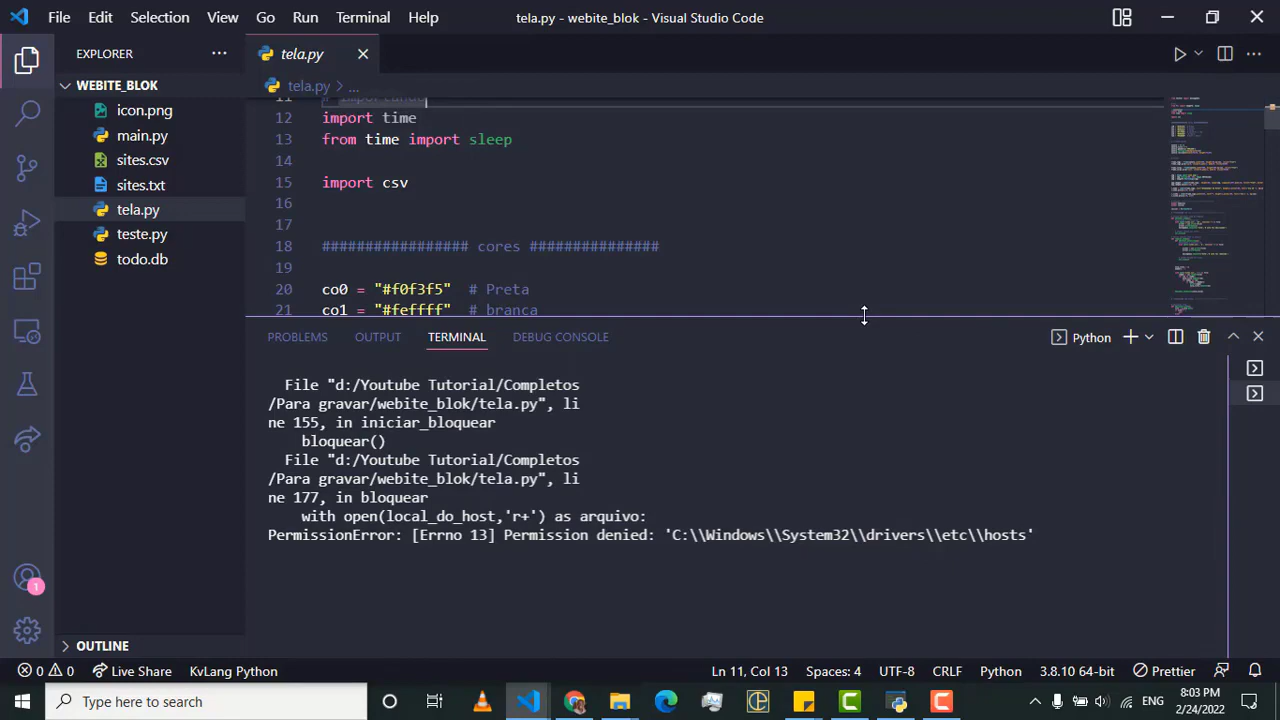 File Edit Selection View Go Run Terminal Help
tela.py - webite_blok - Visual Studio Code
EXPLORER
tela.py
WEBITE_BLOK
tela.py > ...
icon.png
main.py
sites.csv
sites.txt
tela.py
teste.py
todo.db
11 # importando
12 import time
13 from time import sleep
14
15 import csv
16
17
18 ################# cores ###############
19
20 co0 = "#f0f3f5" # Preta
21 co1 = "#feffff" # branca
PROBLEMS OUTPUT TERMINAL DEBUG CONSOLE
Python
File "d:/Youtube Tutorial/Completos
/Para gravar/webite_blok/tela.py", li
ne 155, in iniciar_bloquear
bloquear()
File "d:/Youtube Tutorial/Completos
/Para gravar/webite_blok/tela.py", li
ne 177, in bloquear
with open(local_do_host,'r+') as arquivo:
PermissionError: [Errno 13] Permission denied: 'C:\\Windows\\System32\\drivers\\etc\\hosts'
1
OUTLINE
0 0 Live Share KvLang Python
Ln 11, Col 13 Spaces: 4 UTF-8 CRLF Python 3.8.10 64-bit Prettier
Type here to search
ENG
8:03 PM
2/24/2022